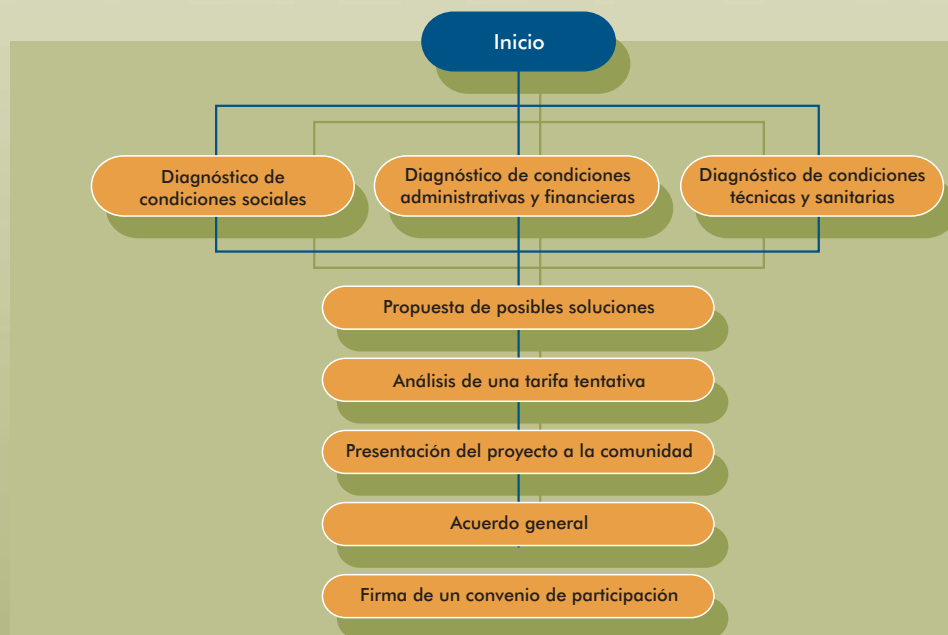 Inicio
Diagnóstico de
condiciones sociales
Diagnóstico de condiciones
administrativas y financieras
Diagnóstico de condiciones
técnicas y sanitarias
Propuesta de posibles soluciones
Análisis de una tarifa tentativa
Presentación del proyecto a la comunidad
Acuerdo general
Firma de un convenio de participación